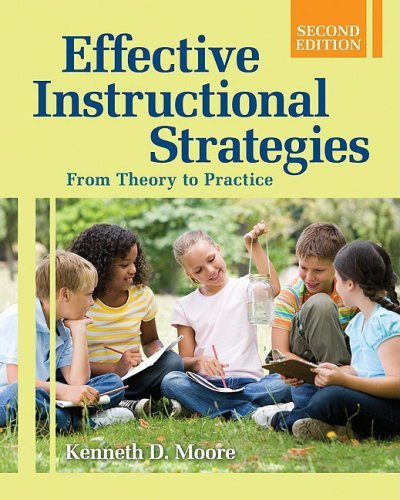 SECOND
EDITION
Effective
Instructional
Strategies
From Theory to Practice
Kenneth D. Moore